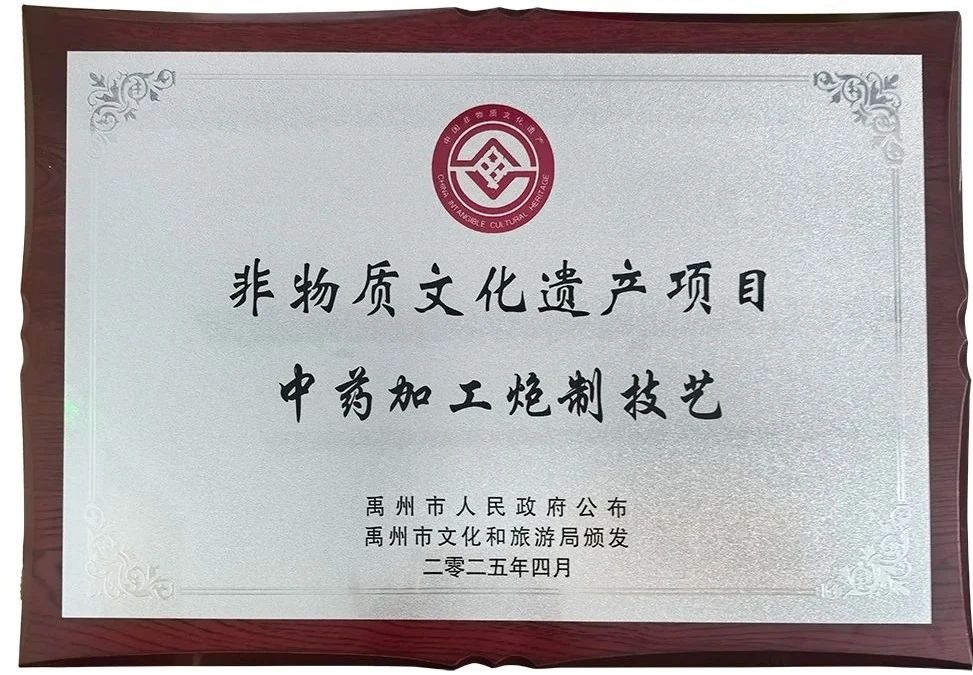 中国非物质文化遗产
CHINA INTANGIBLE CULTURAL HERITAGE
非物质文化遗产项目
中药加工炮制技艺
禹州市人民政府公布
禹州市文化和旅游局颁发
二零二五年四月